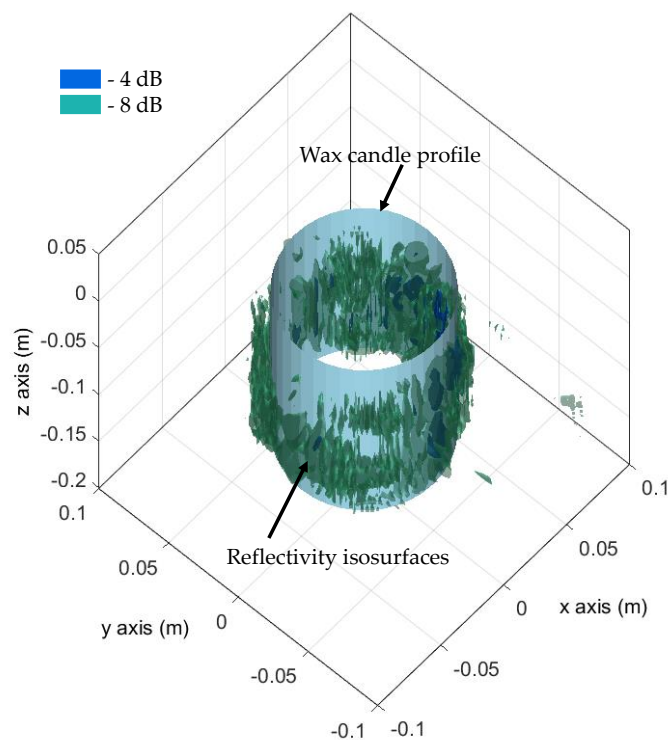 - 4 dB
- 8 dB
Wax candle profile
0.05
0
-0.05
-0.1
-0.15
-0.2
z axis (m)
0.1
0.05
0
-0.05
-0.1
y axis (m)
-0.1
-0.05
0
0.05
0.1
x axis (m)
Reflectivity isosurfaces